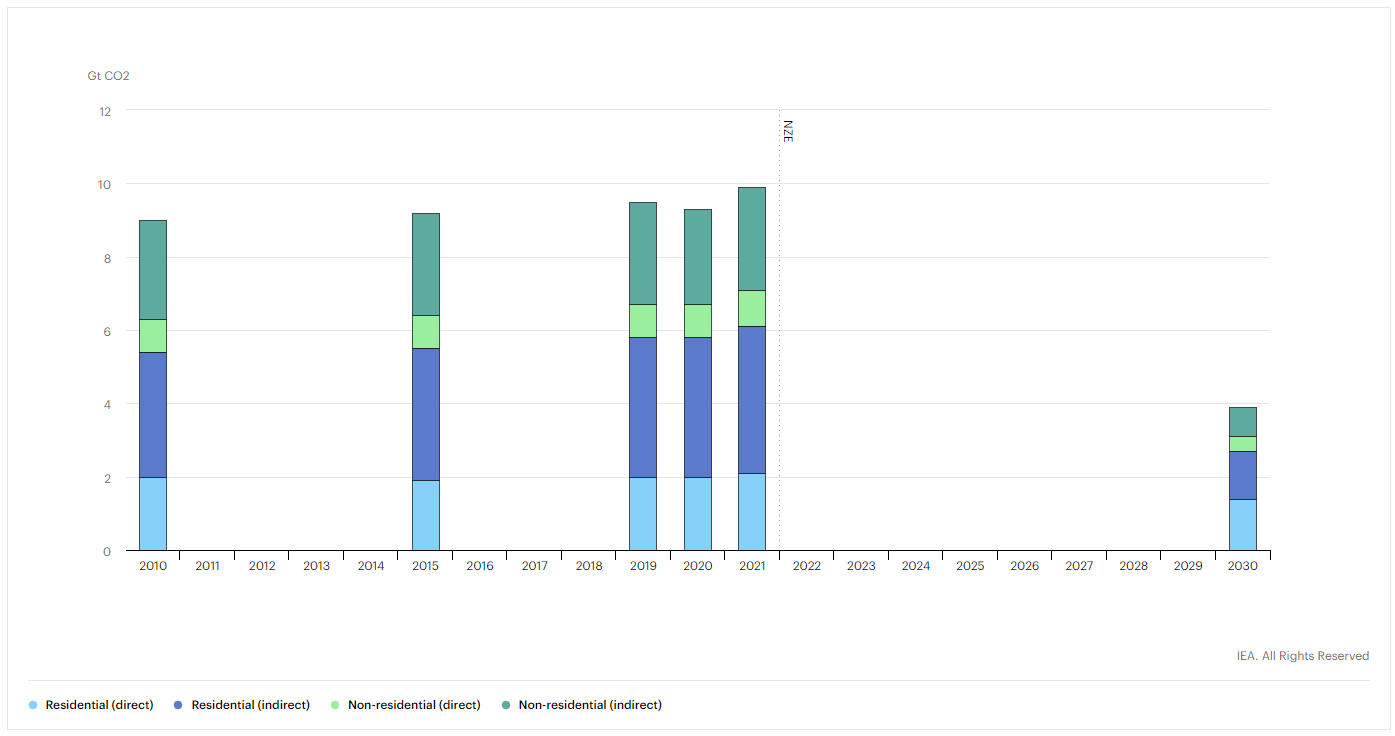 Gt CO2
12
NZE
10
8
6
4
2
0
2010 2011 2012 2013 2014 2015 2016 2017 2018 2019 2020 2021 2022 2023 2024 2025 2026 2027 2028 2029 2030
IEA. All Rights Reserved
Residential (direct) Residential (indirect) Non-residential (direct) Non-residential (indirect)